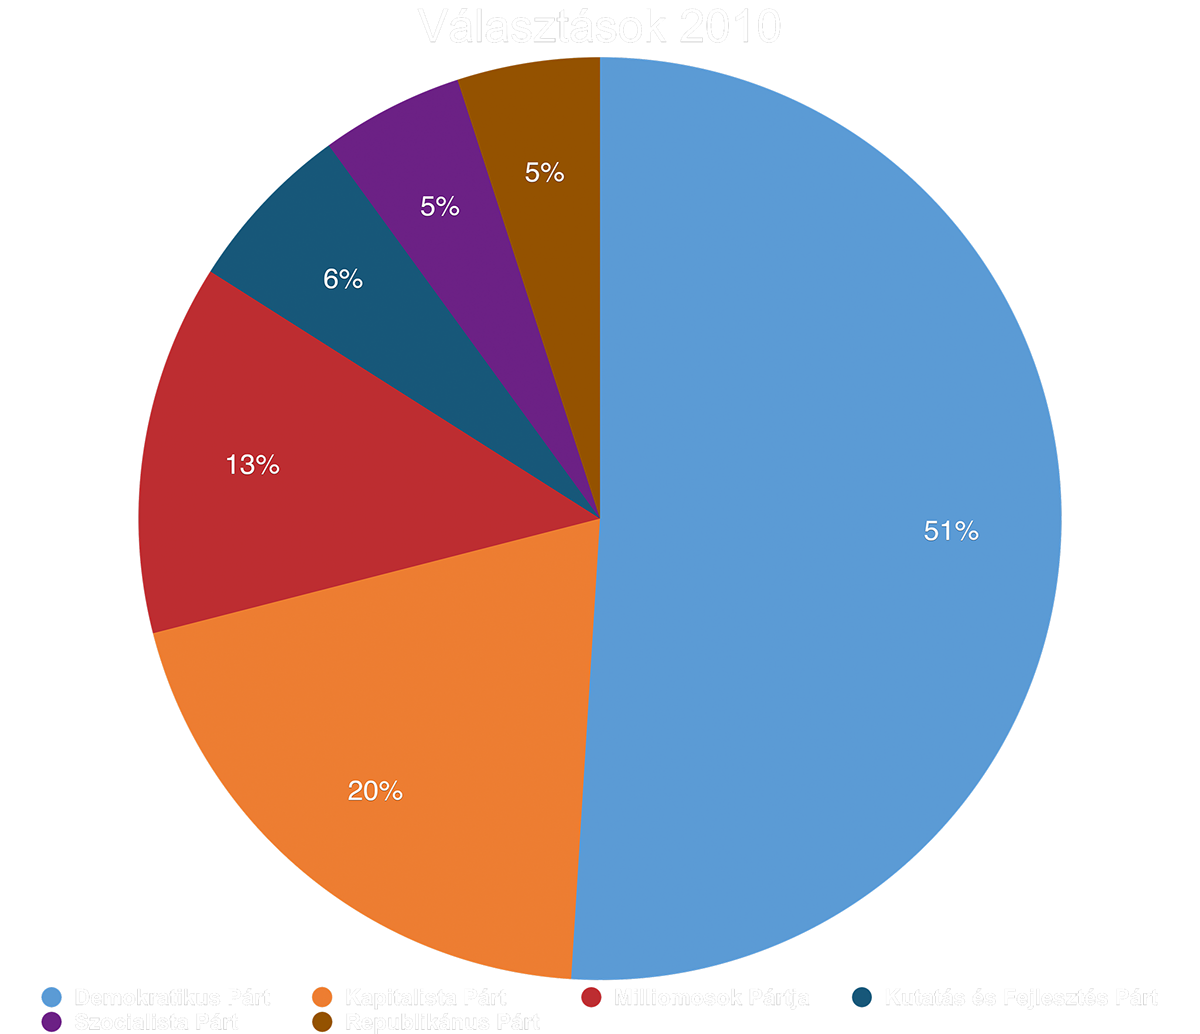 Választások 2010
5%
5%
6%
13%
51%
20%
Demokratikus Párt Kapitalista Párt Milliomosok Pártja Kutatás és Fejlesztés Párt
Szocialista Párt Republikánus Párt